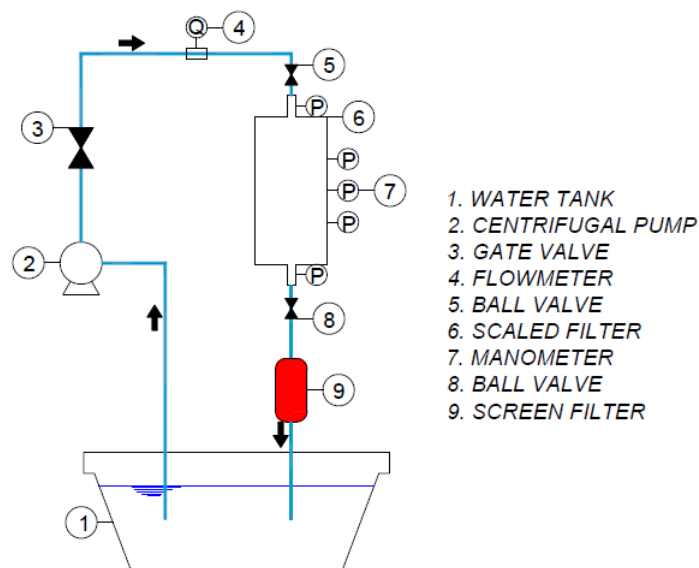 Q
4
5
3
P
6
P
P
7
P
2
P
8
9
1
1. WATER TANK
2. CENTRIFUGAL PUMP
3. GATE VALVE
4. FLOWMETER
5. BALL VALVE
6. SCALED FILTER
7. MANOMETER
8. BALL VALVE
9. SCREEN FILTER